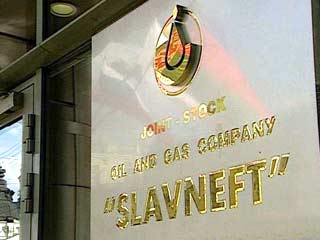 JOINT - STOCK
OIL AND GAS COMPANY
"SLAVNEFT"